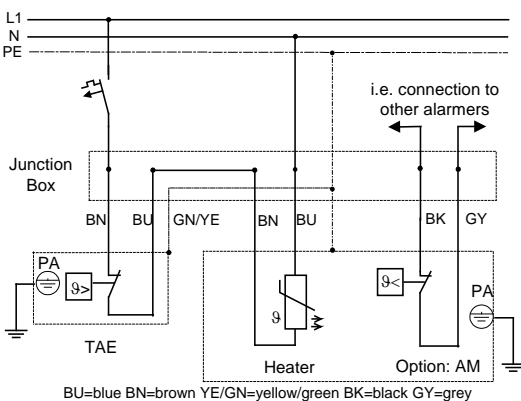 L1
N
PE
i.e. connection to
other alarmers
Junction
Box
BN BU GN/YE BN BU BK GY
PA ϑ> ϑ ϑ< PA
TAE
Heater Option: AM
BU=blue BN=brown YE/GN=yellow/green BK=black GY=grey